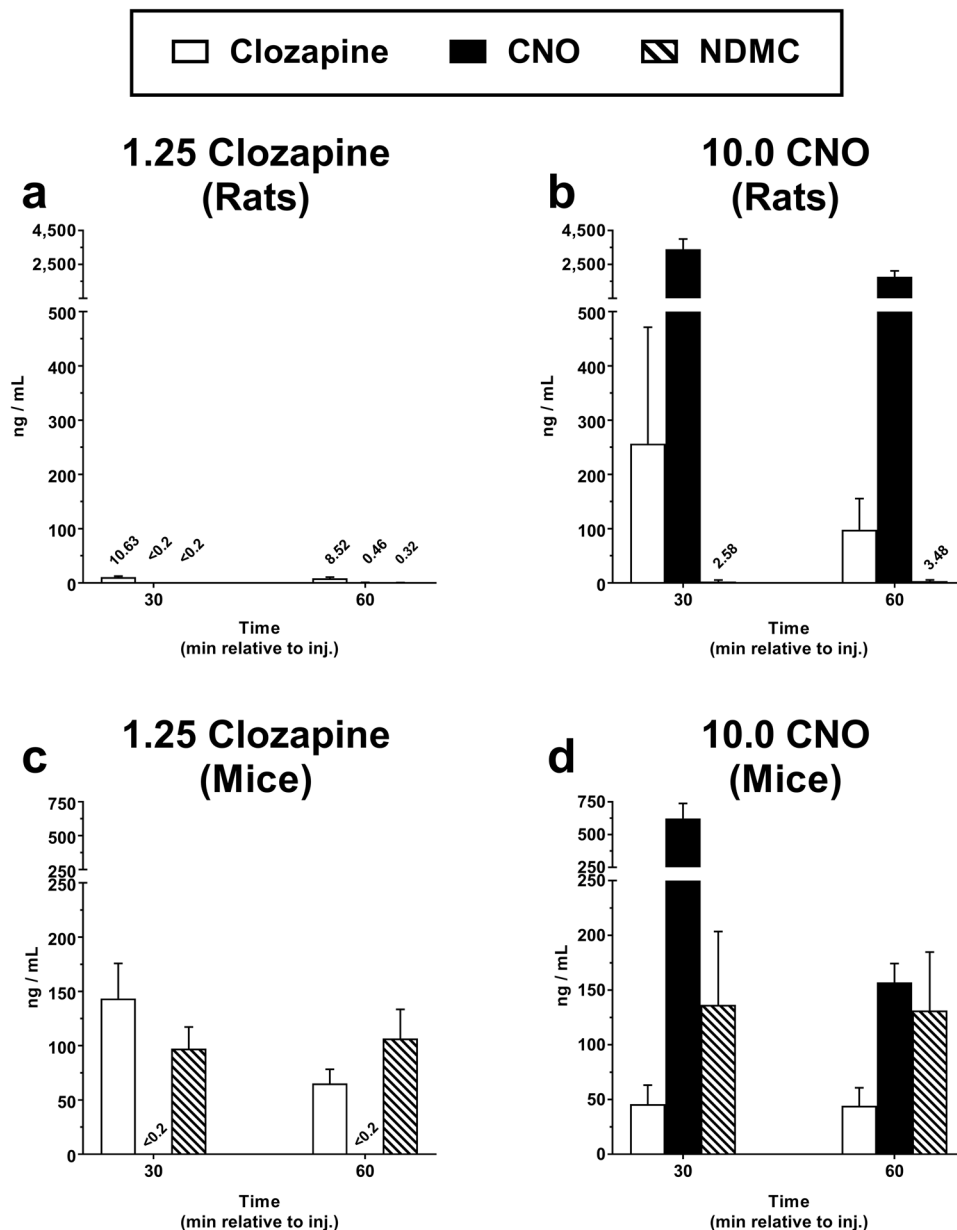 Clozapine CNO NDMC
a
1.25 Clozapine
(Rats)
4,500
2,500
500
400
300
200
100
0
ng / mL
10.63 <0.2 <0.2 8.52 0.46 0.32
30 60
Time
(min relative to inj.)
b
10.0 CNO
(Rats)
4,500
2,500
500
400
300
200
100
0
ng / mL
2.58 3.48
30 60
Time
(min relative to inj.)
c
1.25 Clozapine
(Mice)
750
500
250
250
200
150
100
50
0
ng / mL
<0.2 <0.2
30 60
Time
(min relative to inj.)
d
10.0 CNO
(Mice)
750
500
250
250
200
150
100
50
0
ng / mL
30 60
Time
(min relative to inj.)